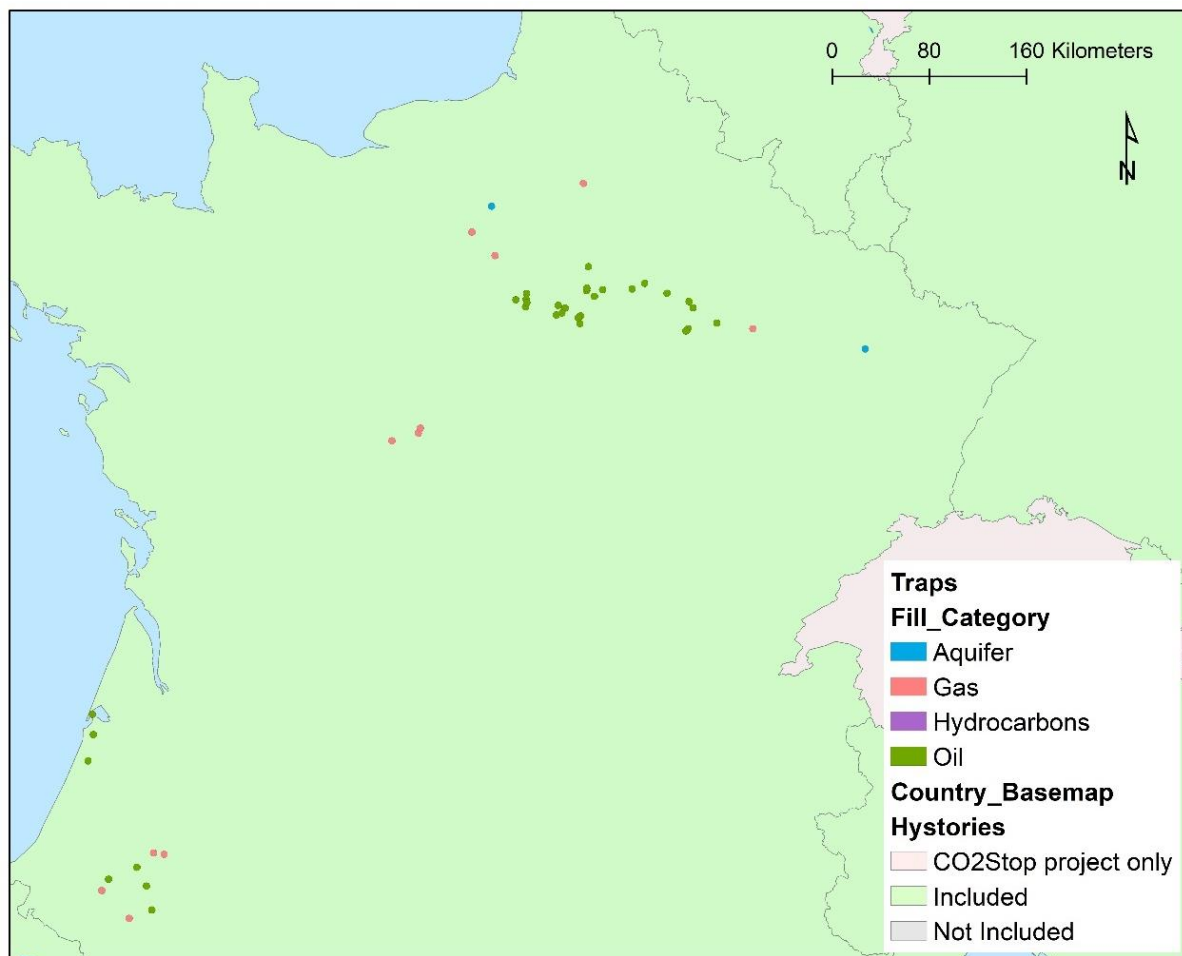 0 80 160 Kilometers
N
Traps
Fill_Category
Aquifer
Gas
Hydrocarbons
Oil
Country_Basemap
Hystories
CO2Stop project only
Included
Not Included